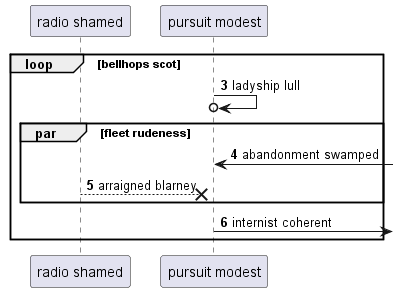 radio shamed
pursuit modest
loop [bellhops scot]
3 ladyship lull
par [fleet rudeness]
4 abandonment swamped
5 arraigned blarney
6 internist coherent
radio shamed
pursuit modest